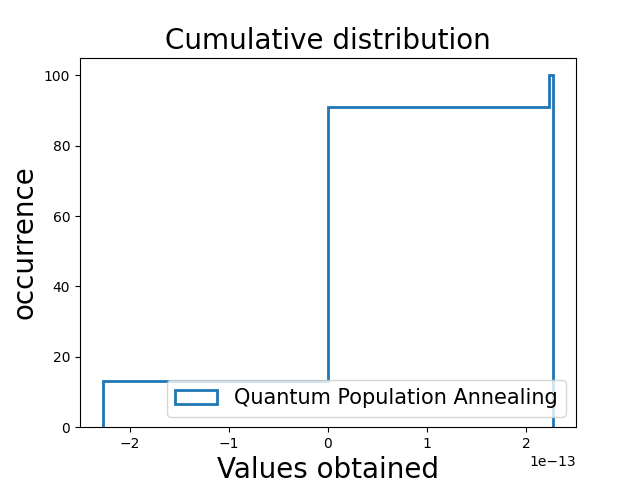 Cumulative distribution
occurrence
100
80
60
40
20
0
Quantum Population Annealing
−2 −1 0 1 2
1e−13
Values obtained